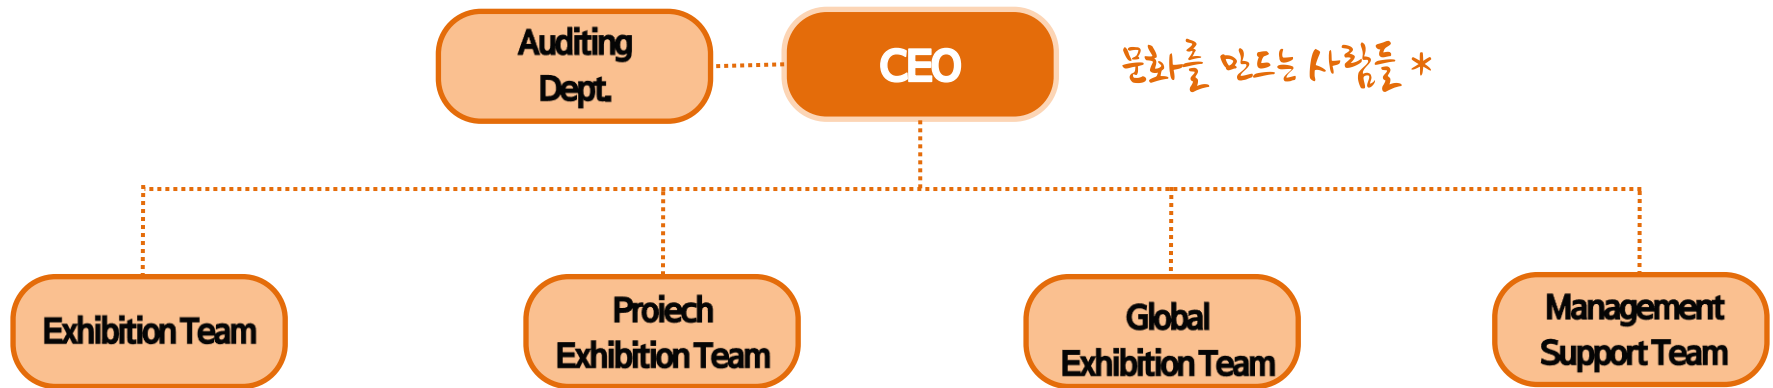 Auditing
Dept.
CEO
문화를 만드는 사람들 *
Exhibition Team
Proiech
Exhibition Team
Global
Exhibition Team
Management
Support Team